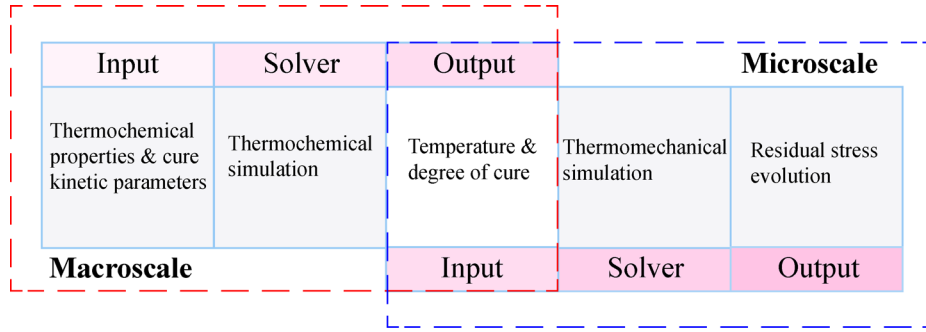 Input
Solver
Output
Microscale
Thermochemical
properties & cure
kinetic parameters
Thermochemical
simulation
Temperature &
degree of cure
Thermomechanical
simulation
Residual stress
evolution
Macroscale
Input
Solver
Output